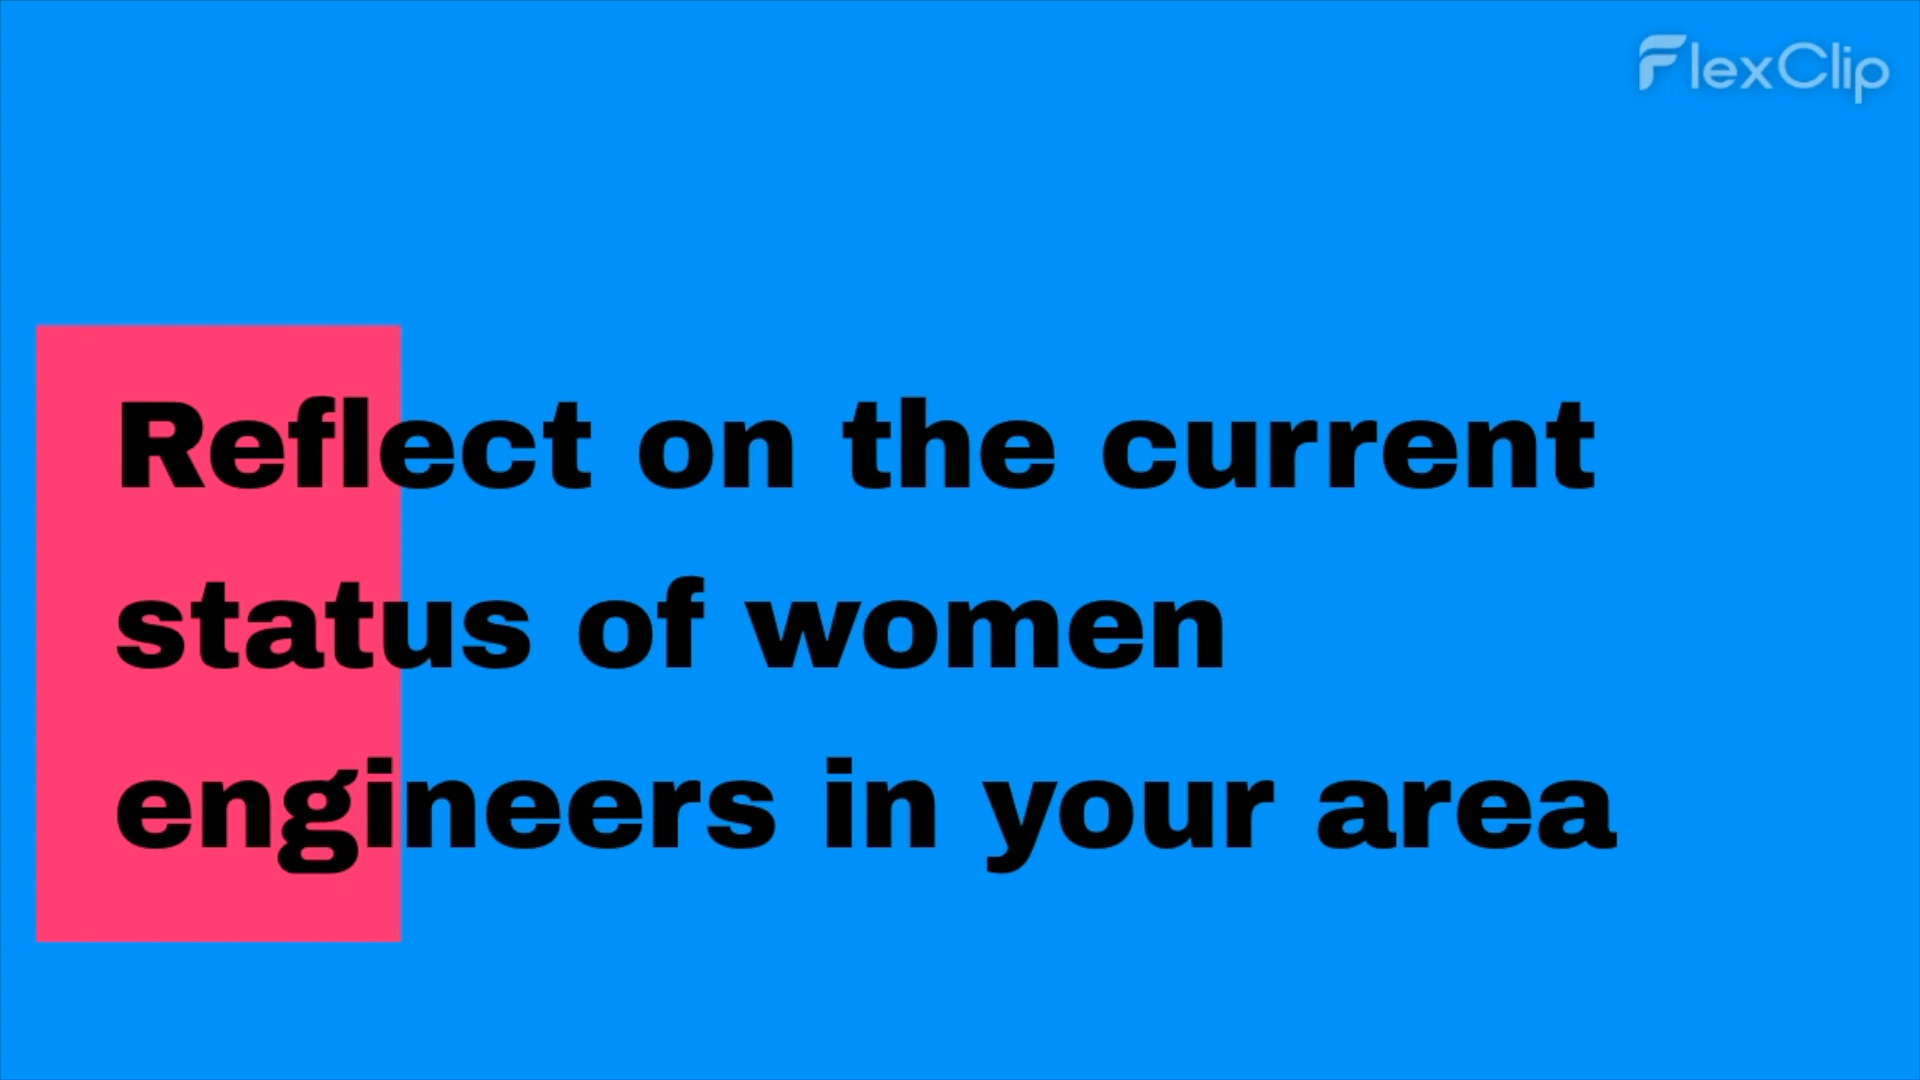 FlexClip
Reflect on the current
status of women
engineers in your area